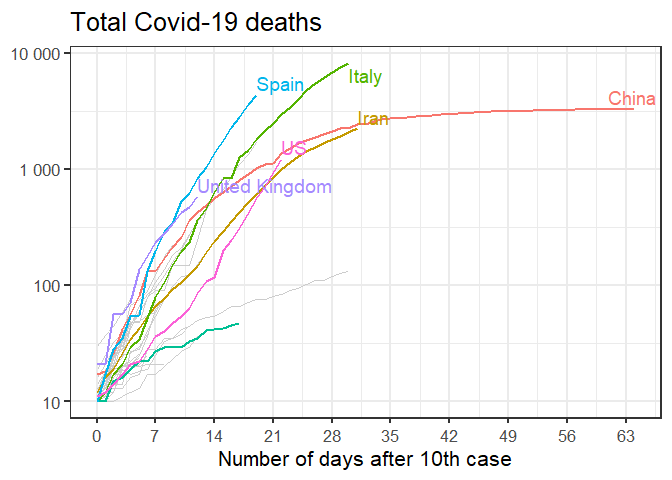 Total Covid-19 deaths
10 000
1 000
100
10
Spain
Italy
China
Iran
US
United Kingdom
0 7 14 21 28 35 42 49 56 63
Number of days after 10th case